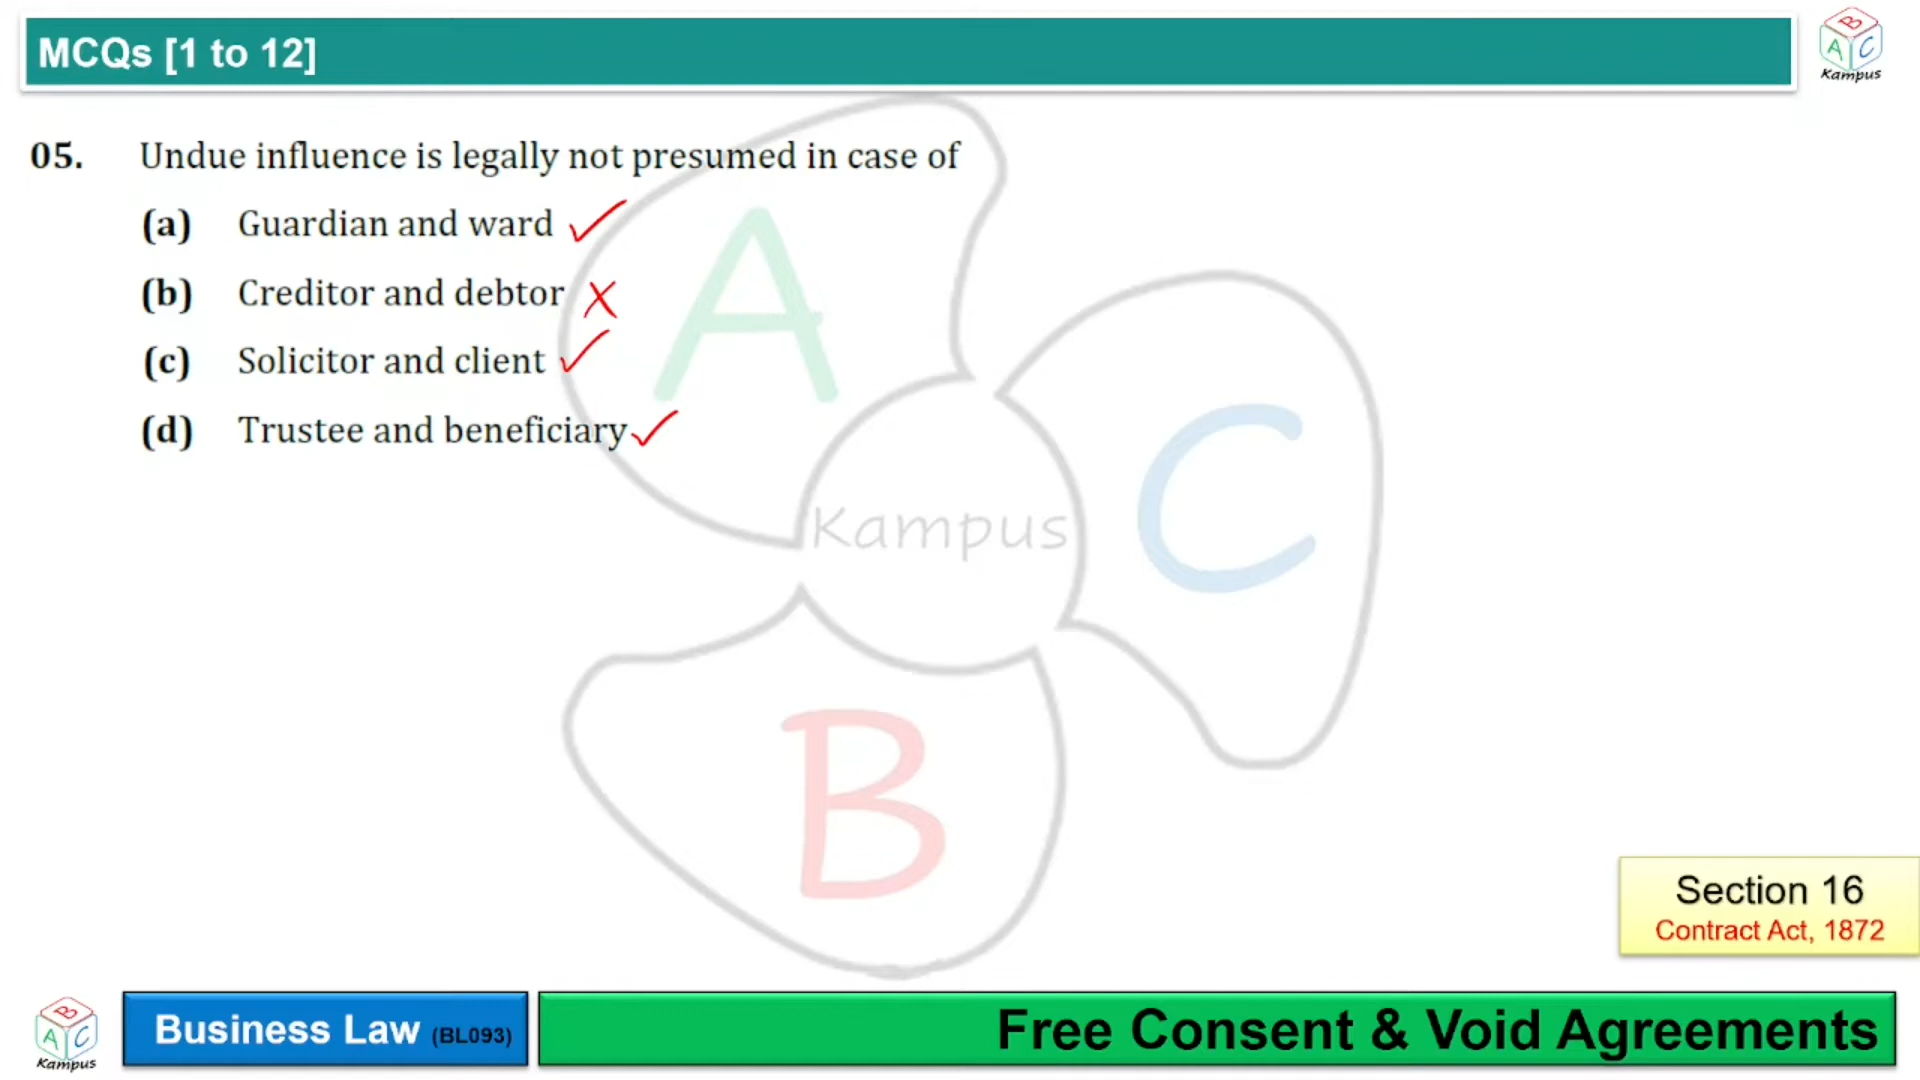 MCQs [1 to 12]
B
A C
Kampus
05. Undue influence is legally not presumed in case of
(a) Guardian and ward
(b) Creditor and debtor
(c) Solicitor and client
(d) Trustee and beneficiary
A
C
Kampus
B
Section 16
Contract Act, 1872
B
A C
Kampus
Business Law (BL093)
Free Consent & Void Agreements